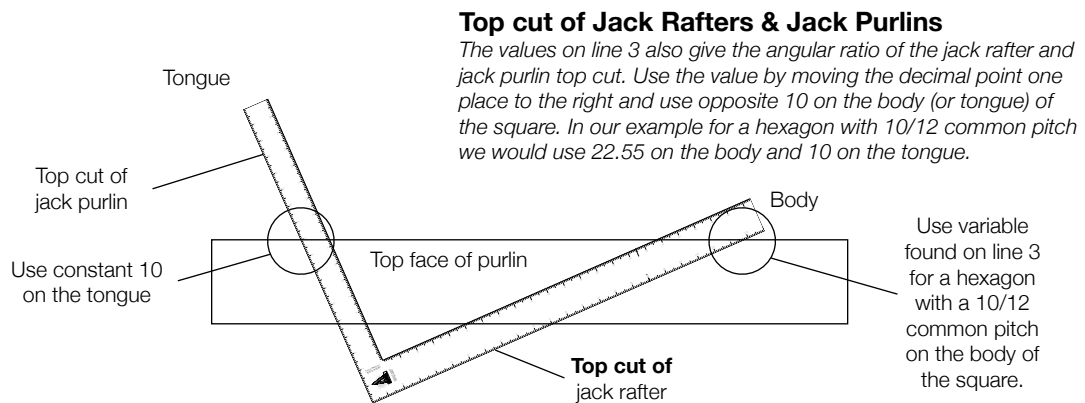 Top cut of Jack Rafters & Jack Purlins
The values on line 3 also give the angular ratio of the jack rafter and
jack purlin top cut. Use the value by moving the decimal point one
place to the right and use opposite 10 on the body (or tongue) of
the square. In our example for a hexagon with 10/12 common pitch
we would use 22.55 on the body and 10 on the tongue.
Tongue
Top cut of
jack purlin
Use constant 10
on the tongue
Top face of purlin
Body
Use variable
found on line 3
for a hexagon
with a 10/12
common pitch
on the body of
the square.
Top cut of
jack rafter